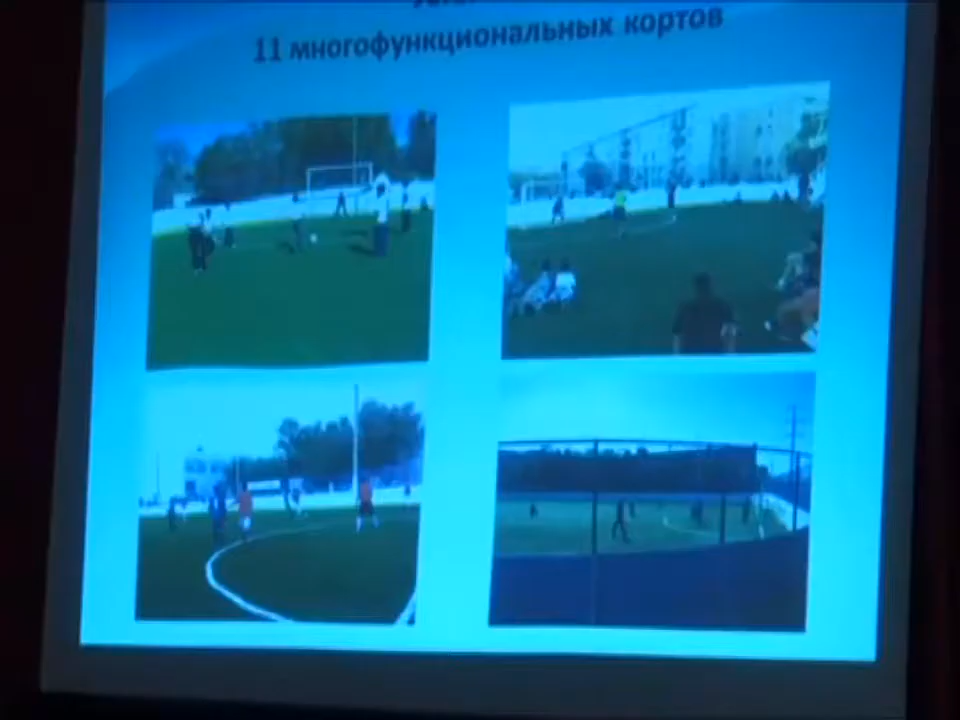 11 многофункциональных кортов